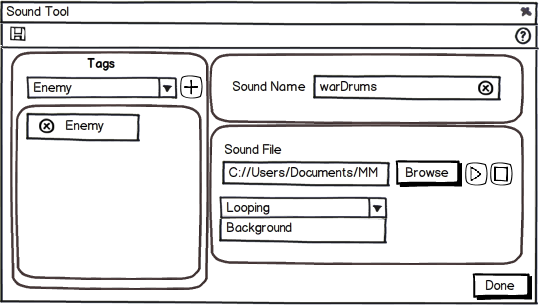 Sound Tool
?
Tags
Enemy
Enemy
Sound Name
warDrums
Sound File
C://Users/Documents/MM
Browse
Looping
Background
Done